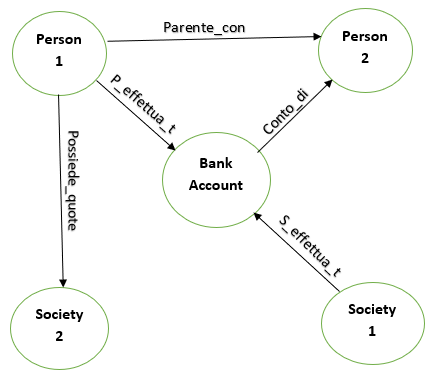 Parente_con
Person
1
Person
2
P_effettua_t
Conto_di
Possiede_quote
Bank
Account
S_effettua_t
Society
2
Society
1